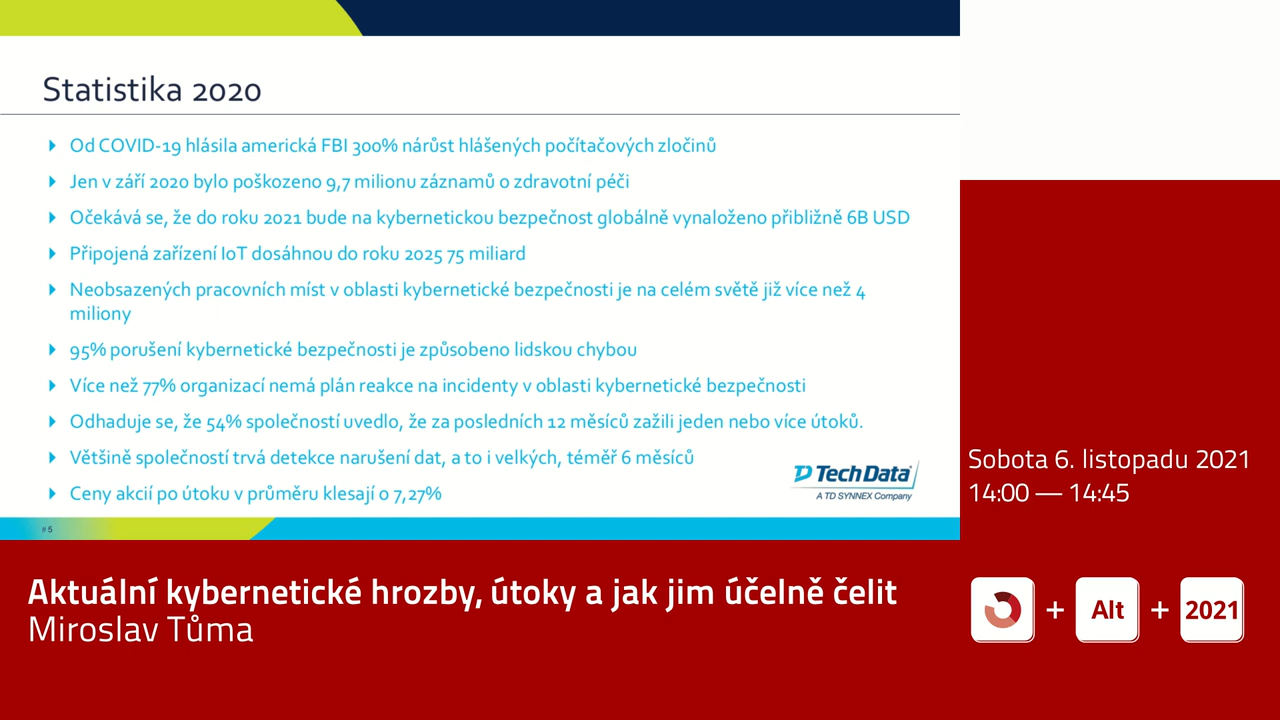 Statistika 2020
Od COVID-19 hlásila americká FBI 300% nárůst hlášených počítačových zločinů
Jen v září 2020 bylo poškozeno 9,7 milionu záznamů o zdravotní péči
Očekává se, že do roku 2021 bude na kybernetickou bezpečnost globálně vynaloženo přibližně 6B USD
Připojená zařízení IoT dosáhnou do roku 2025 75 miliard
Neobsazených pracovních míst v oblasti kybernetické bezpečnosti je na celém světě již více než 4
miliony
95% porušení kybernetické bezpečnosti je způsobeno lidskou chybou
Více než 77% organizací nemá plán reakce na incidenty v oblasti kybernetické bezpečnosti
Odhaduje se, že 54% společností uvedlo, že za posledních 12 měsíců zažili jeden nebo více útoků.
Většině společností trvá detekce narušení dat, a to i velkých, téměř 6 měsíců
Ceny akcií po útoku v průměru klesají o 7,27%
TechData
A TD SYNNEX Company
# 5
Sobota 6. listopadu 2021
14:00 — 14:45
Aktuální kybernetické hrozby, útoky a jak jim účelně čelit
Miroslav Tůma
+ Alt + 2021